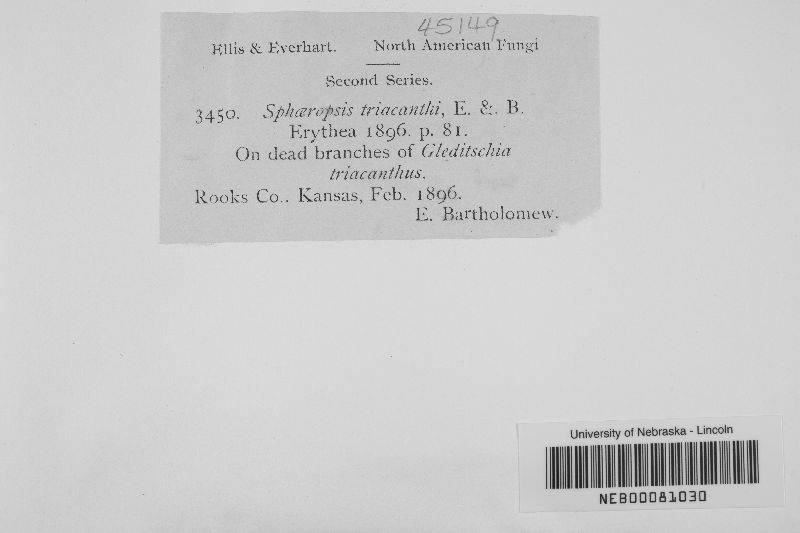 45149
Ellis & Everhart. North American Fungi
Second Series.
3450. Sphæropsis triacanthi, E. &. B.
Erythea 1896. p. 81.
On dead branches of Gleditschia
triacanthus.
Rooks Co.. Kansas, Feb. 1896.
E. Bartholomew.
University of Nebraska - Lincoln
NEB00081030